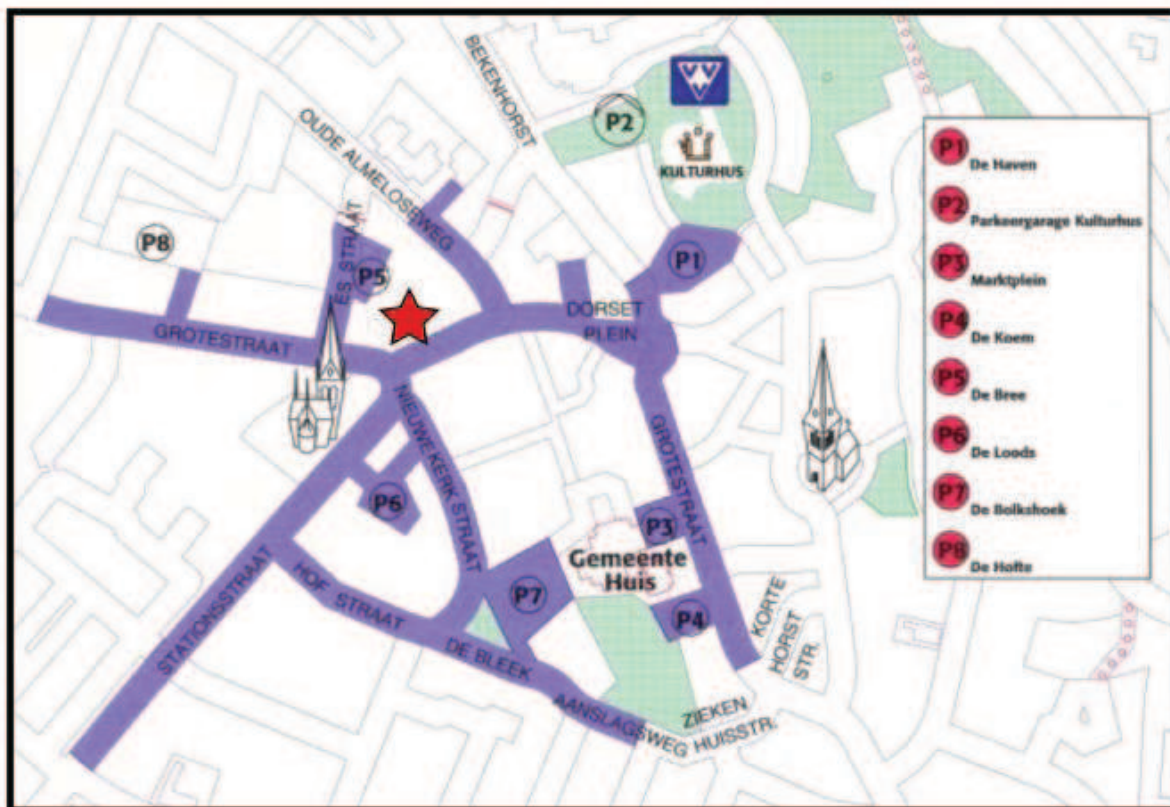 BEKENHORST
OUDE ALMELOSEWEG
P2
KULTURHUS
P8
ES STRAAT
P5
P1
GROTESTRAAT
DORSET
PLEIN
NIEUWEKERK STRAAT
GROTESTRAAT
P6
P3
Gemeente
Huis
STATIONSSTRAAT
HOF STRAAT
P7
P4
DE BLEEK
KORTE
HORST
STR.
AANSLAGSWEG
ZIEKEN
HUISSTR.
P1 De Haven
P2 Parkeergarage Kulturhus
P3 Marktplein
P4 De Koem
P5 De Bree
P6 De Loods
P7 De Bolkshoek
P8 De Hofte